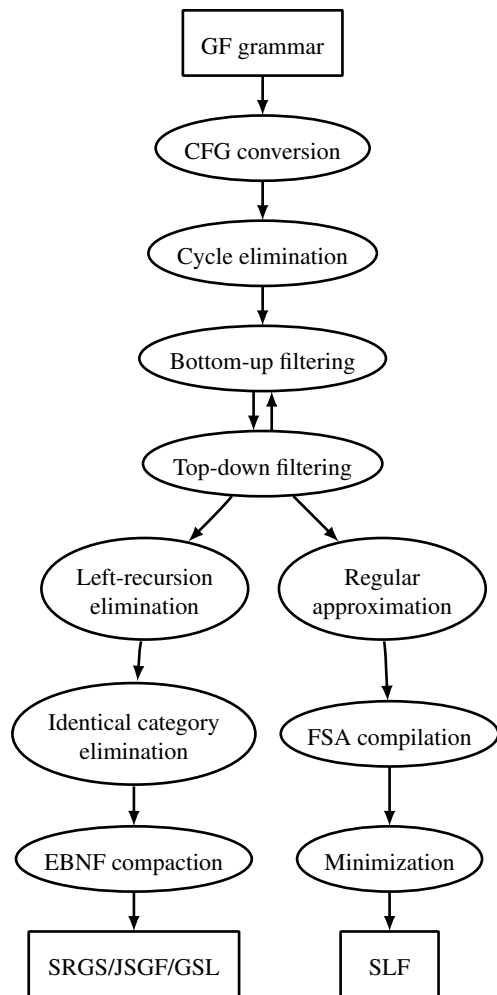 GF grammar
CFG conversion
Cycle elimination
Bottom-up filtering
Top-down filtering
Left-recursion
elimination
Regular
approximation
Identical category
elimination
FSA compilation
EBNF compaction
Minimization
SRGS/JSGF/GSL
SLF